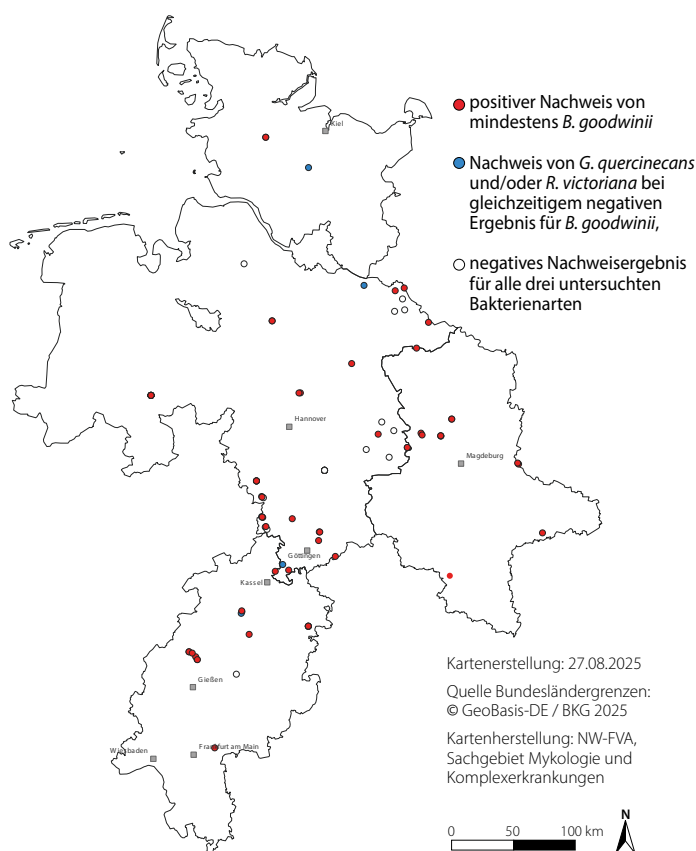 Kiel
positiver Nachweis von
mindestens B. goodwinii
Nachweis von G. quercinecans
und/oder R. victoriana bei
gleichzeitigem negativen
Ergebnis für B. goodwinii,
negatives Nachweisergebnis
für alle drei untersuchten
Bakterienarten
Hannover
Magdeburg
Göttingen
Kassel
Gießen
Wiesbaden
Frankfurt am Main
Kartenerstellung: 27.08.2025
Quelle Bundesländergrenzen:
© GeoBasis-DE / BKG 2025
Kartenherstellung: NW-FVA,
Sachgebiet Mykologie und
Komplexerkrankungen
N
0 50 100 km